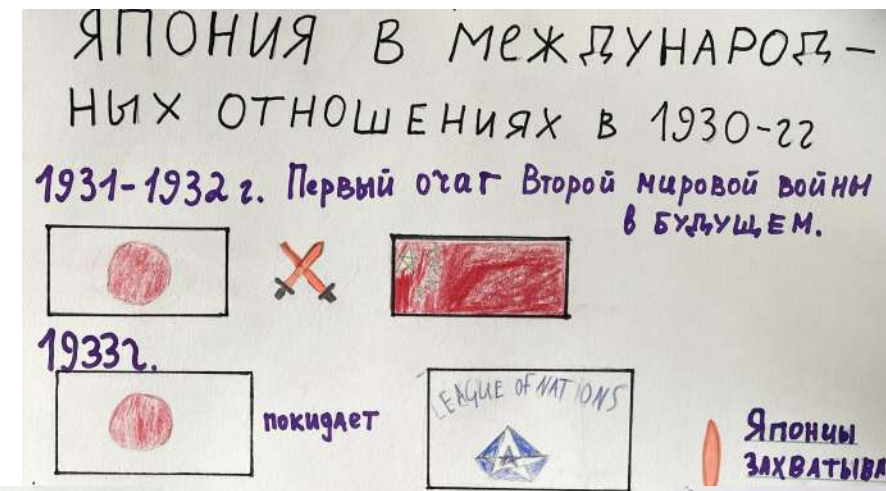 ЯПОНИЯ В МЕЖДУНАРОД-
НЫХ ОТНОШЕНИЯХ В 1930-гг
1931-1932 г. Первый очаг Второй мировой войны
в БУДУЩЕМ.
1933г.
покидает
LEAGUE of NATIONS
Японцы
ЗАХВАТЫВА